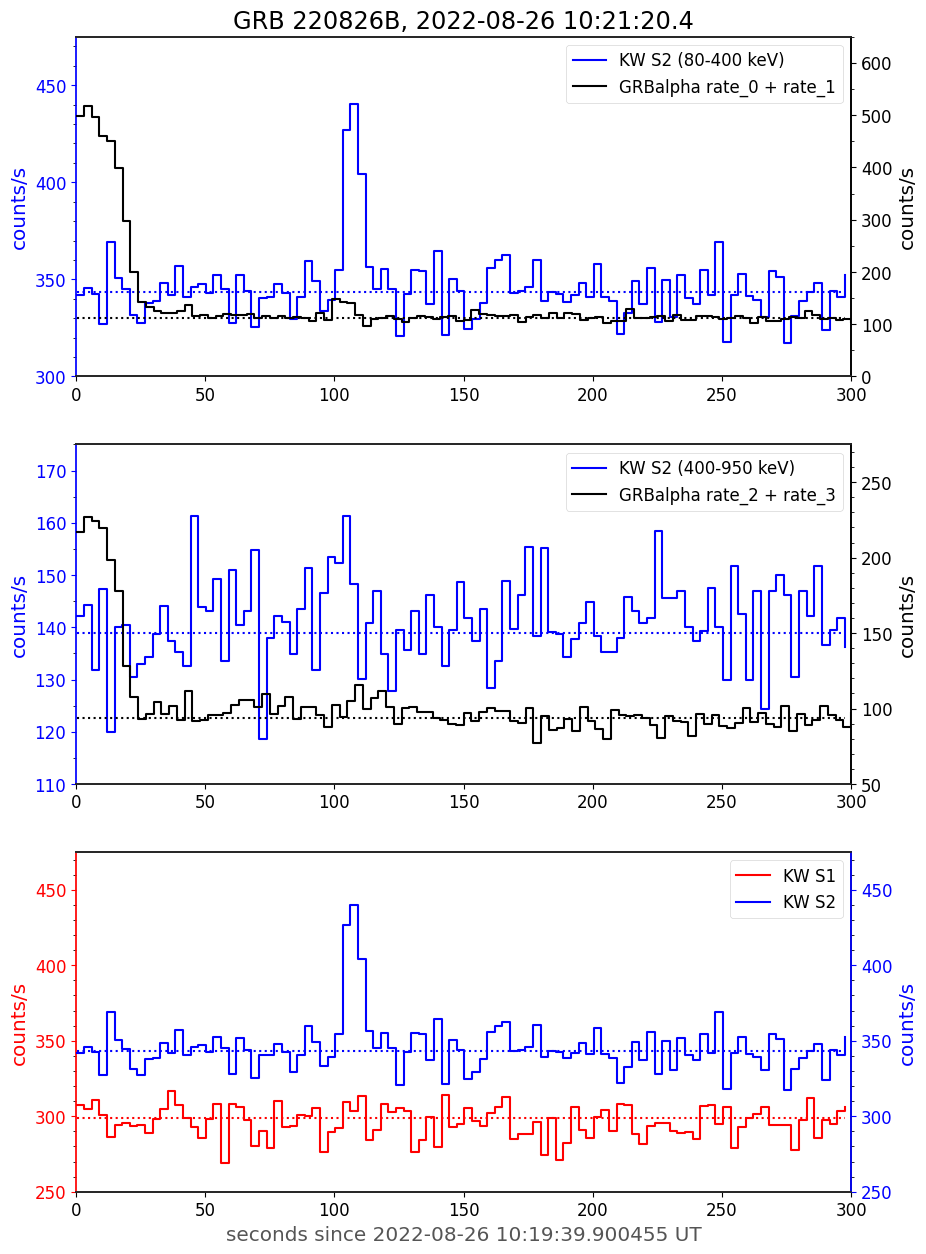 GRB 220826B, 2022-08-26 10:21:20.4
KW S2 (80-400 keV)
GRBalpha rate_0 + rate_1
counts/s
counts/s
450
400
350
300
600
500
400
300
200
100
0
0 50 100 150 200 250 300
KW S2 (400-950 keV)
GRBalpha rate_2 + rate_3
counts/s
counts/s
170
160
150
140
130
120
110
250
200
150
100
50
0 50 100 150 200 250 300
KW S1
KW S2
counts/s
counts/s
450
400
350
300
250
450
400
350
300
250
0 50 100 150 200 250 300
seconds since 2022-08-26 10:19:39.900455 UT